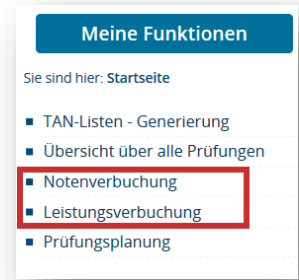 Meine Funktionen
Sie sind hier: Startseite
TAN-Listen - Generierung
Übersicht über alle Prüfungen
Notenverbuchung
Leistungsverbuchung
Prüfungsplanung